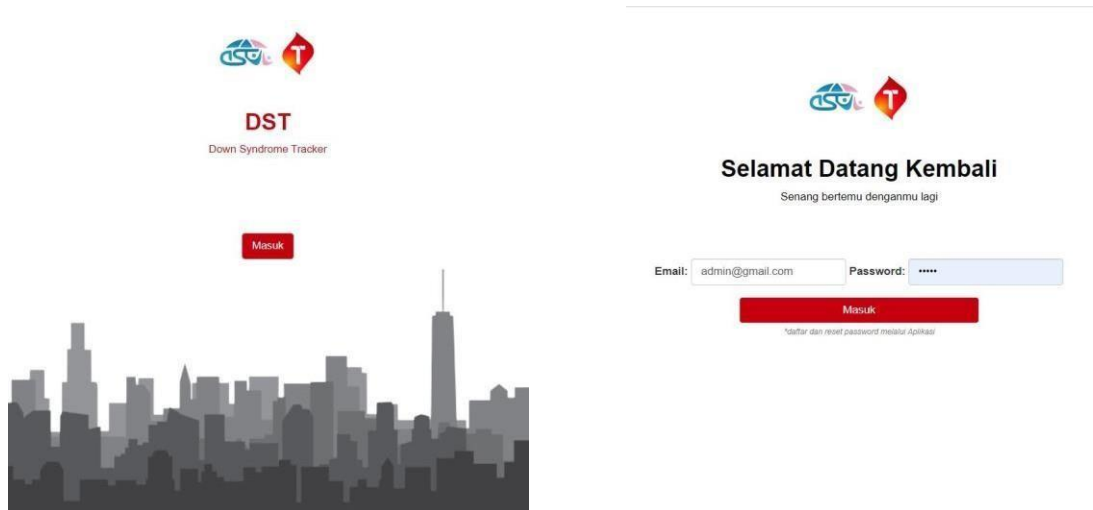 T
DST
Down Syndrome Tracker
Masuk
T
Selamat Datang Kembali
Senang bertemu denganmu lagi
Email: admin@gmail.com Password: •••••
Masuk
*daftar dan reset password melalui Aplikasi